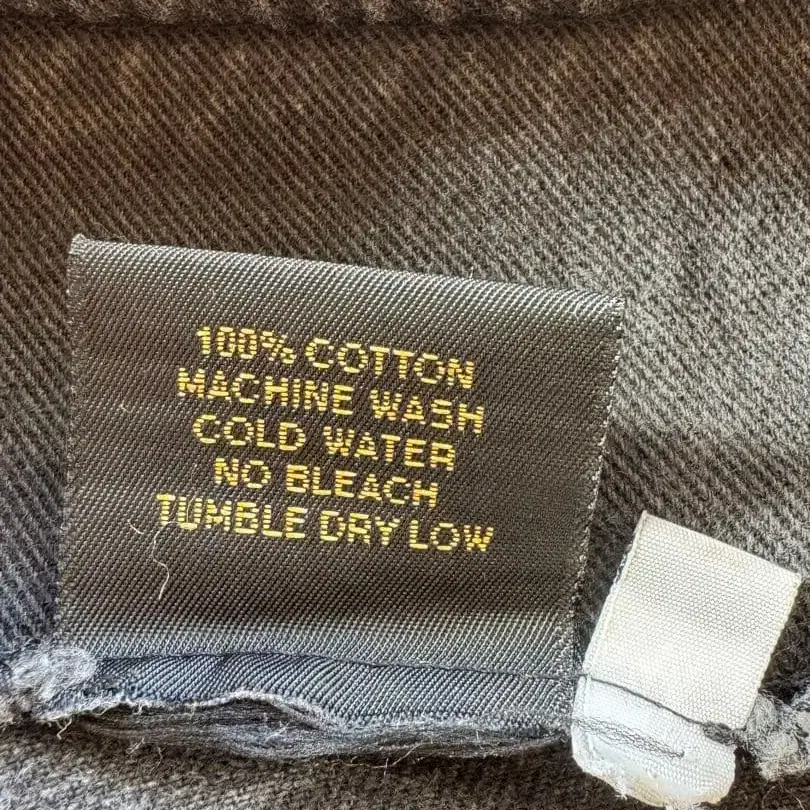 100% COTTON
MACHINE WASH
COLD WATER
NO BLEACH
TUMBLE DRY LOW